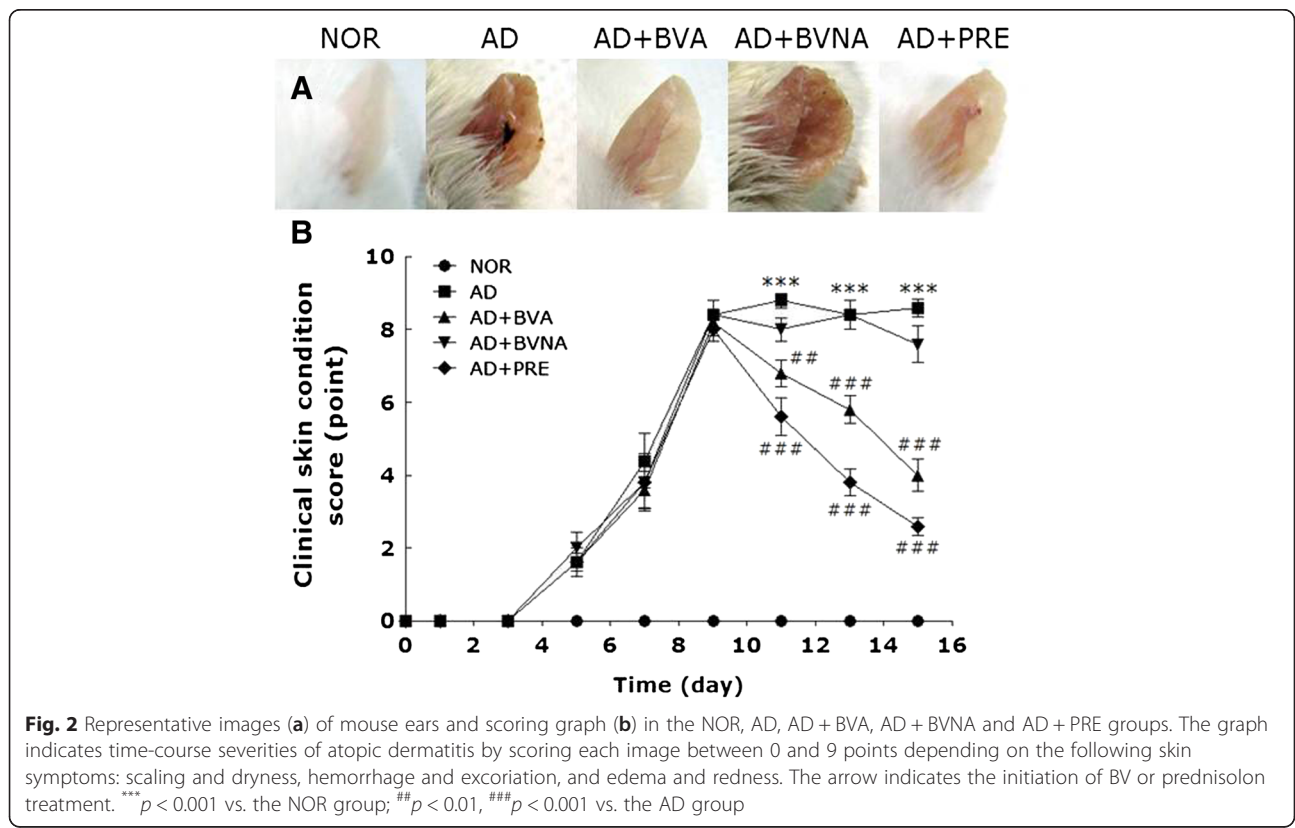 NOR AD AD+BVA AD+BVNA AD+PRE
A
B
Clinical skin condition
score (point)
10
8
6
4
2
0
NOR
AD
AD+BVA
AD+BVNA
AD+PRE
*** *** ***
##
###
###
###
###
###
0 2 4 6 8 10 12 14 16
Time (day)
Fig. 2 Representative images (a) of mouse ears and scoring graph (b) in the NOR, AD, AD + BVA, AD + BVNA and AD + PRE groups. The graph
indicates time-course severities of atopic dermatitis by scoring each image between 0 and 9 points depending on the following skin
symptoms: scaling and dryness, hemorrhage and excoriation, and edema and redness. The arrow indicates the initiation of BV or prednisolon
treatment. ***p < 0.001 vs. the NOR group; ##p < 0.01, ###p < 0.001 vs. the AD group